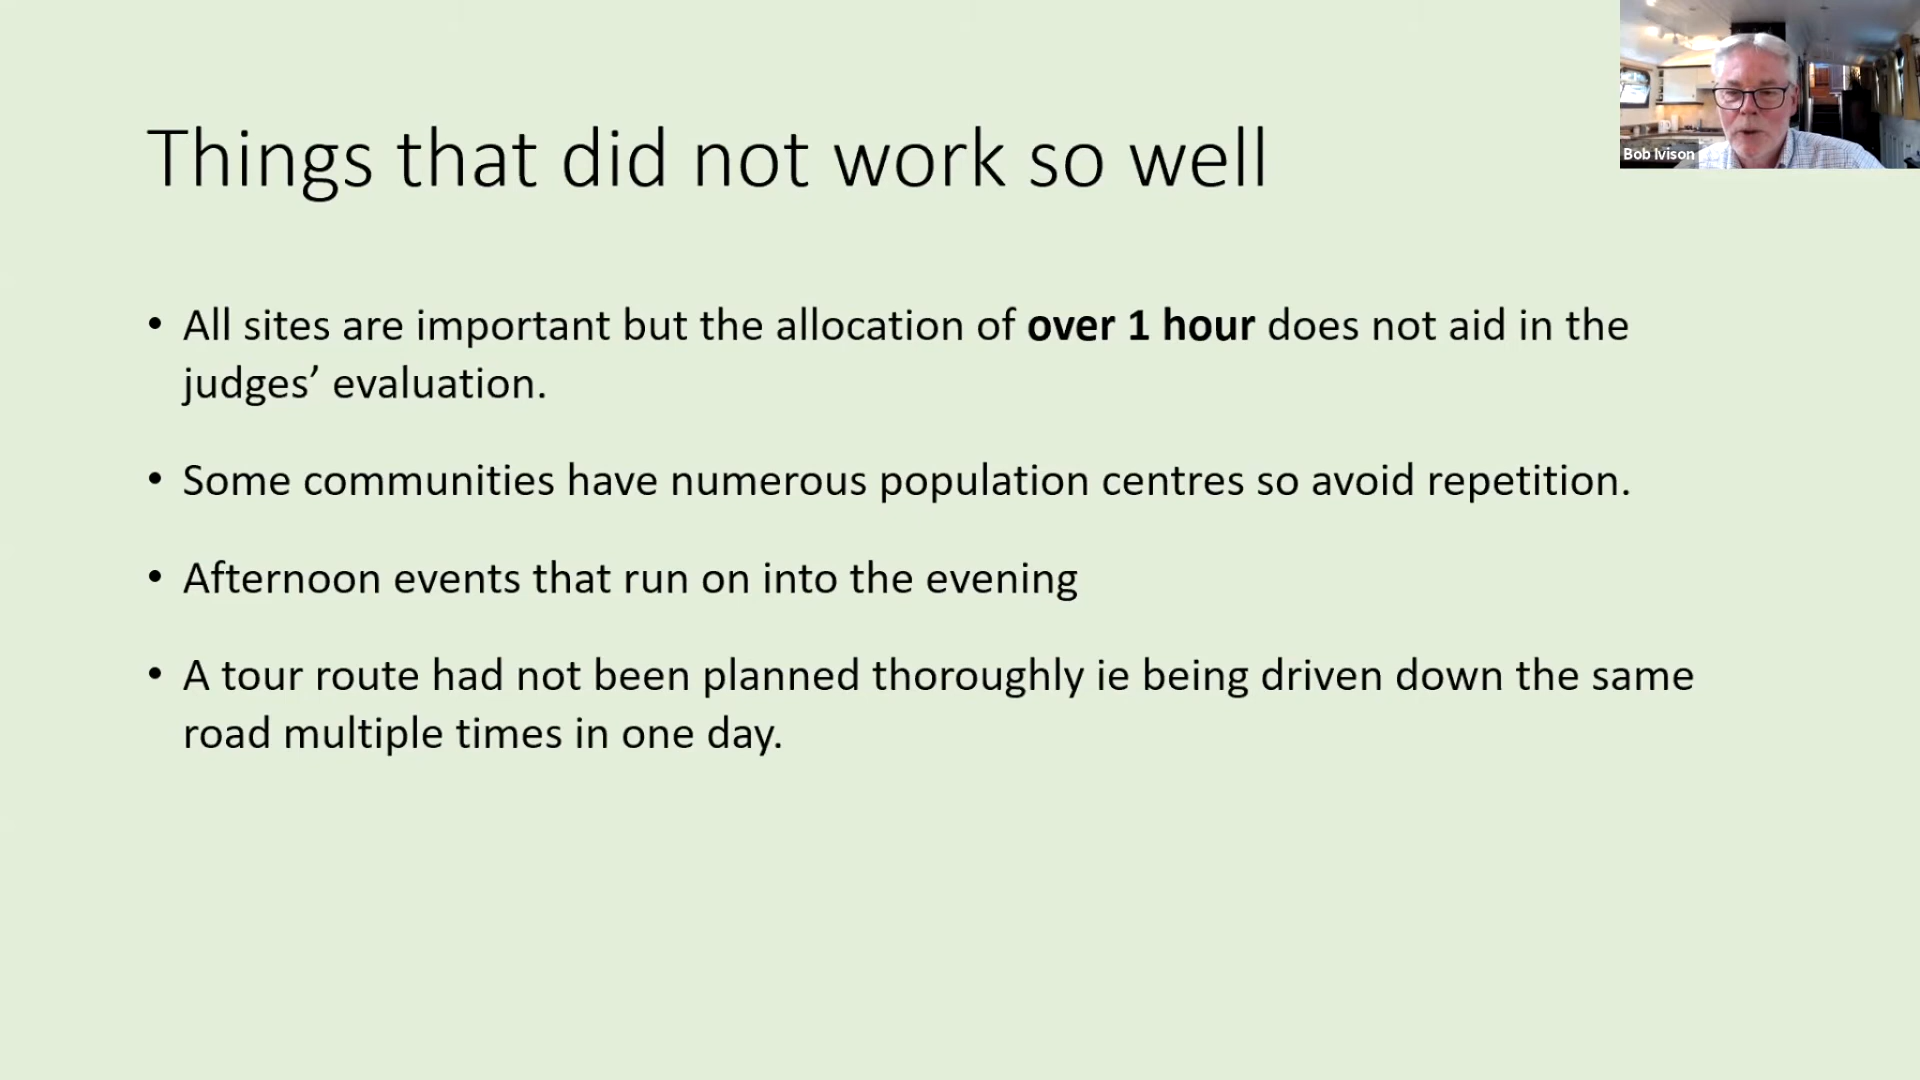 Things that did not work so well
Bob Ivison
• All sites are important but the allocation of over 1 hour does not aid in the
judges’ evaluation.
• Some communities have numerous population centres so avoid repetition.
• Afternoon events that run on into the evening
• A tour route had not been planned thoroughly ie being driven down the same
road multiple times in one day.